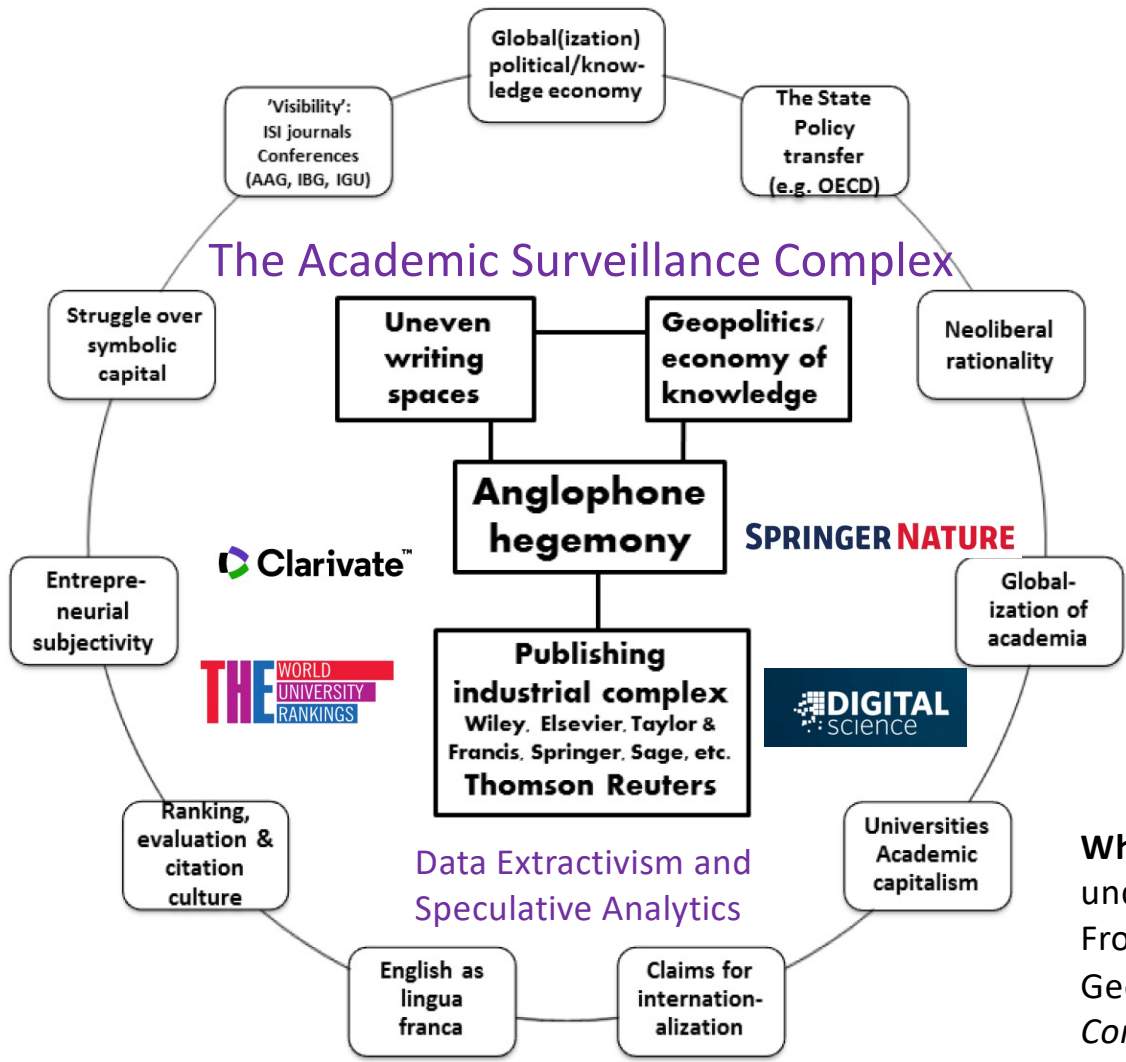 Global(ization)
political/know-
ledge economy
'Visibility':
ISI journals
Conferences
(AAG, IBG, IGU)
The State
Policy
transfer
(e.g. OECD)
The Academic Surveillance Complex
Struggle over
symbolic
capital
Uneven
writing
spaces
Geopolitics/
economy of
knowledge
Neoliberal
rationality
Anglophone
hegemony
Clarivate™
SPRINGER NATURE
Entrepre-
neurial
subjectivity
Global-
ization of
academia
THE WORLD
UNIVERSITY
RANKINGS
Publishing
industrial complex
Wiley, Elsevier, Taylor &
Francis, Springer, Sage, etc.
Thomson Reuters
DIGITAL
science
Ranking,
evaluation &
citation
culture
Universities
Academic
capitalism
Data Extractivism and
Speculative Analytics
English as
lingua
franca
Claims for
internation-
alization